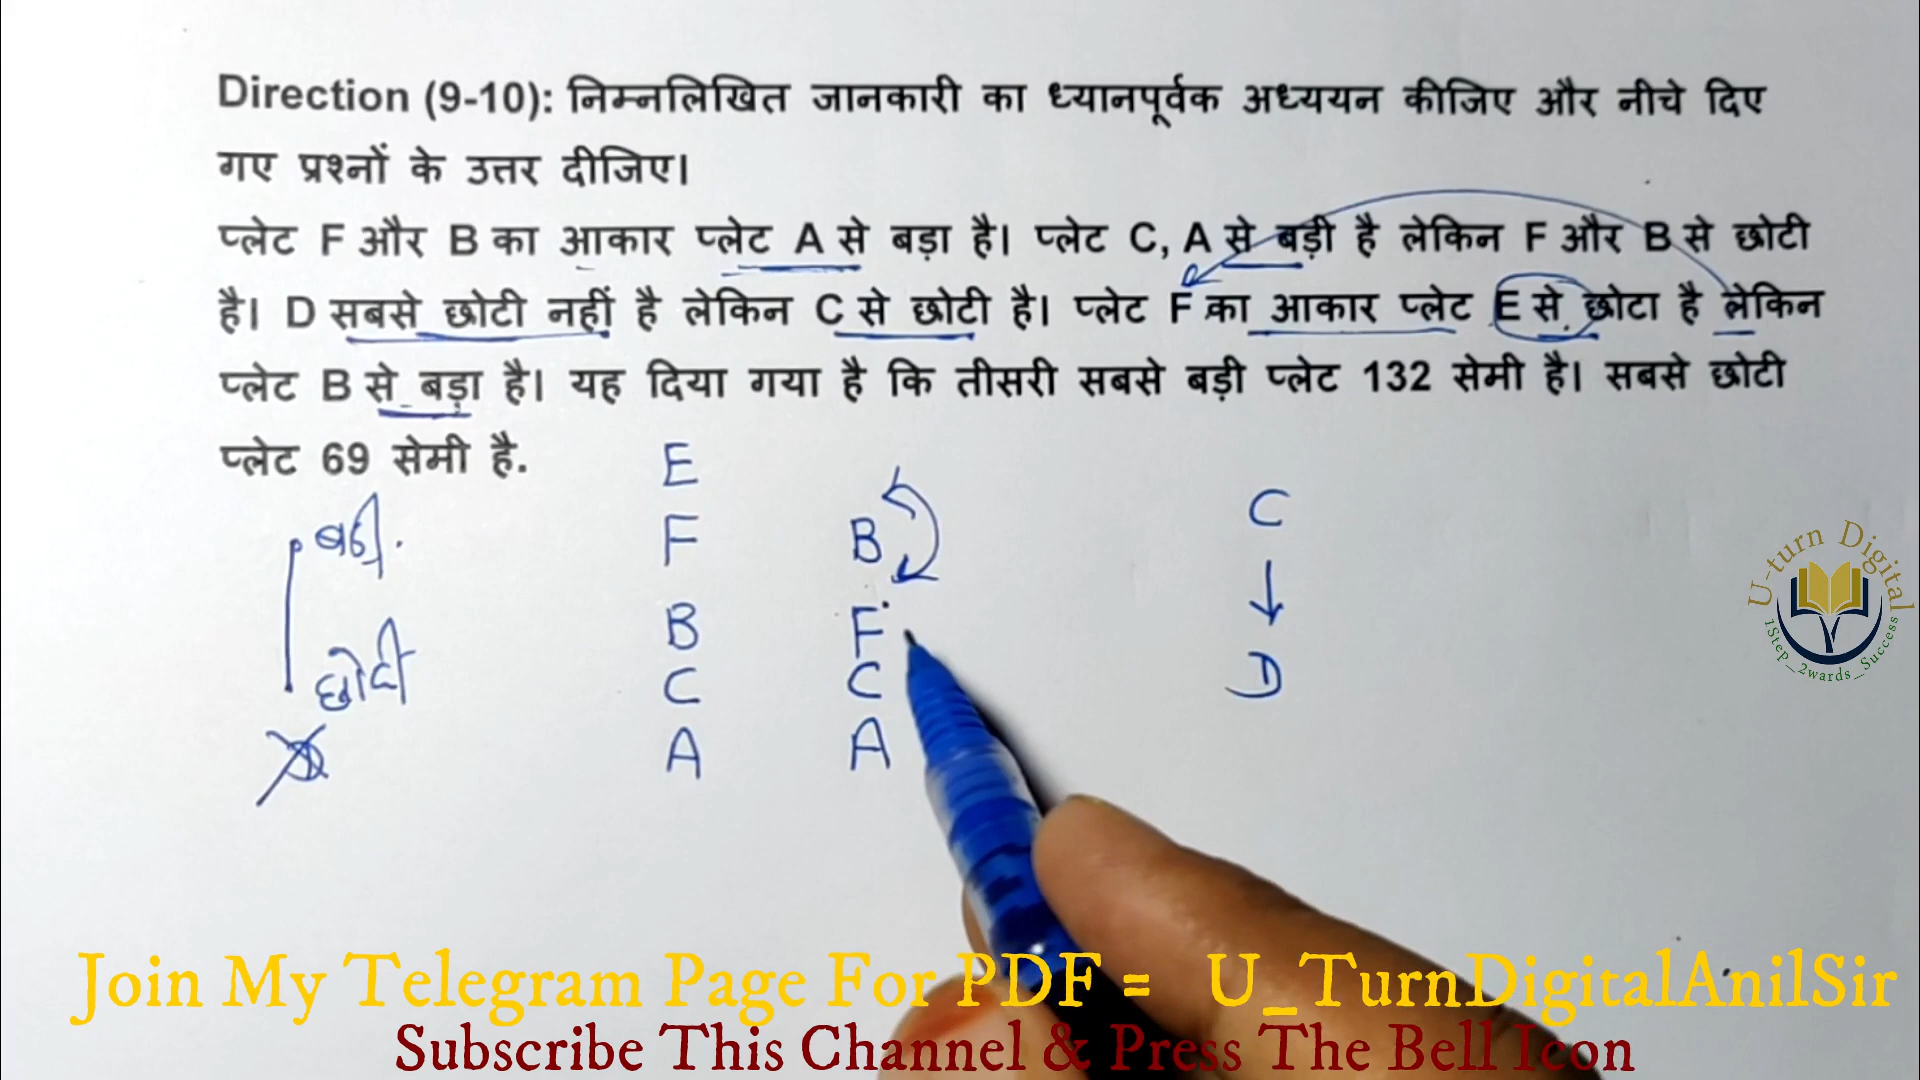 Direction (9-10): निम्नलिखित जानकारी का ध्यानपूर्वक अध्ययन कीजिए और नीचे दिए
गए प्रश्नों के उत्तर दीजिए।
प्लेट F और B का आकार प्लेट A से बड़ा है। प्लेट C, A से बड़ी है लेकिन F और B से छोटी
है। D सबसे छोटी नहीं है लेकिन C से छोटी है। प्लेट F का आकार प्लेट E से छोटा है लेकिन
प्लेट B से बड़ा है। यह दिया गया है कि तीसरी सबसे बड़ी प्लेट 132 सेमी है। सबसे छोटी
प्लेट 69 सेमी है.
बड़ी.
छोटी
E
F
B
C
A
B
F
C
A
C
D
U-turn Digital
1Step_2wards_Success
Join My Telegram Page For PDF = U_TurnDigitalAnilSir
Subscribe This Channel & Press The Bell Icon